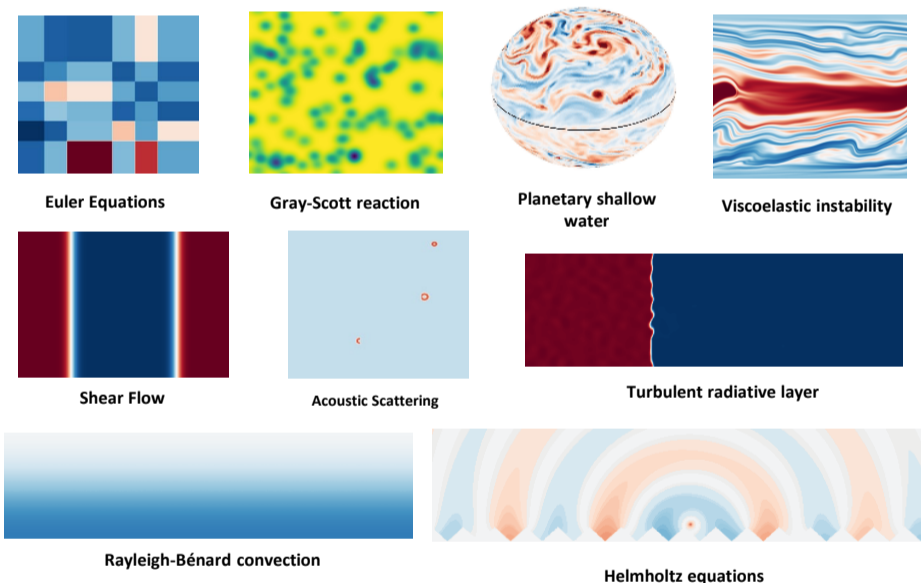 Euler Equations
Gray-Scott reaction
Planetary shallow
water
Viscoelastic instability
Shear Flow
Acoustic Scattering
Turbulent radiative layer
Rayleigh-Bénard convection
Helmholtz equations